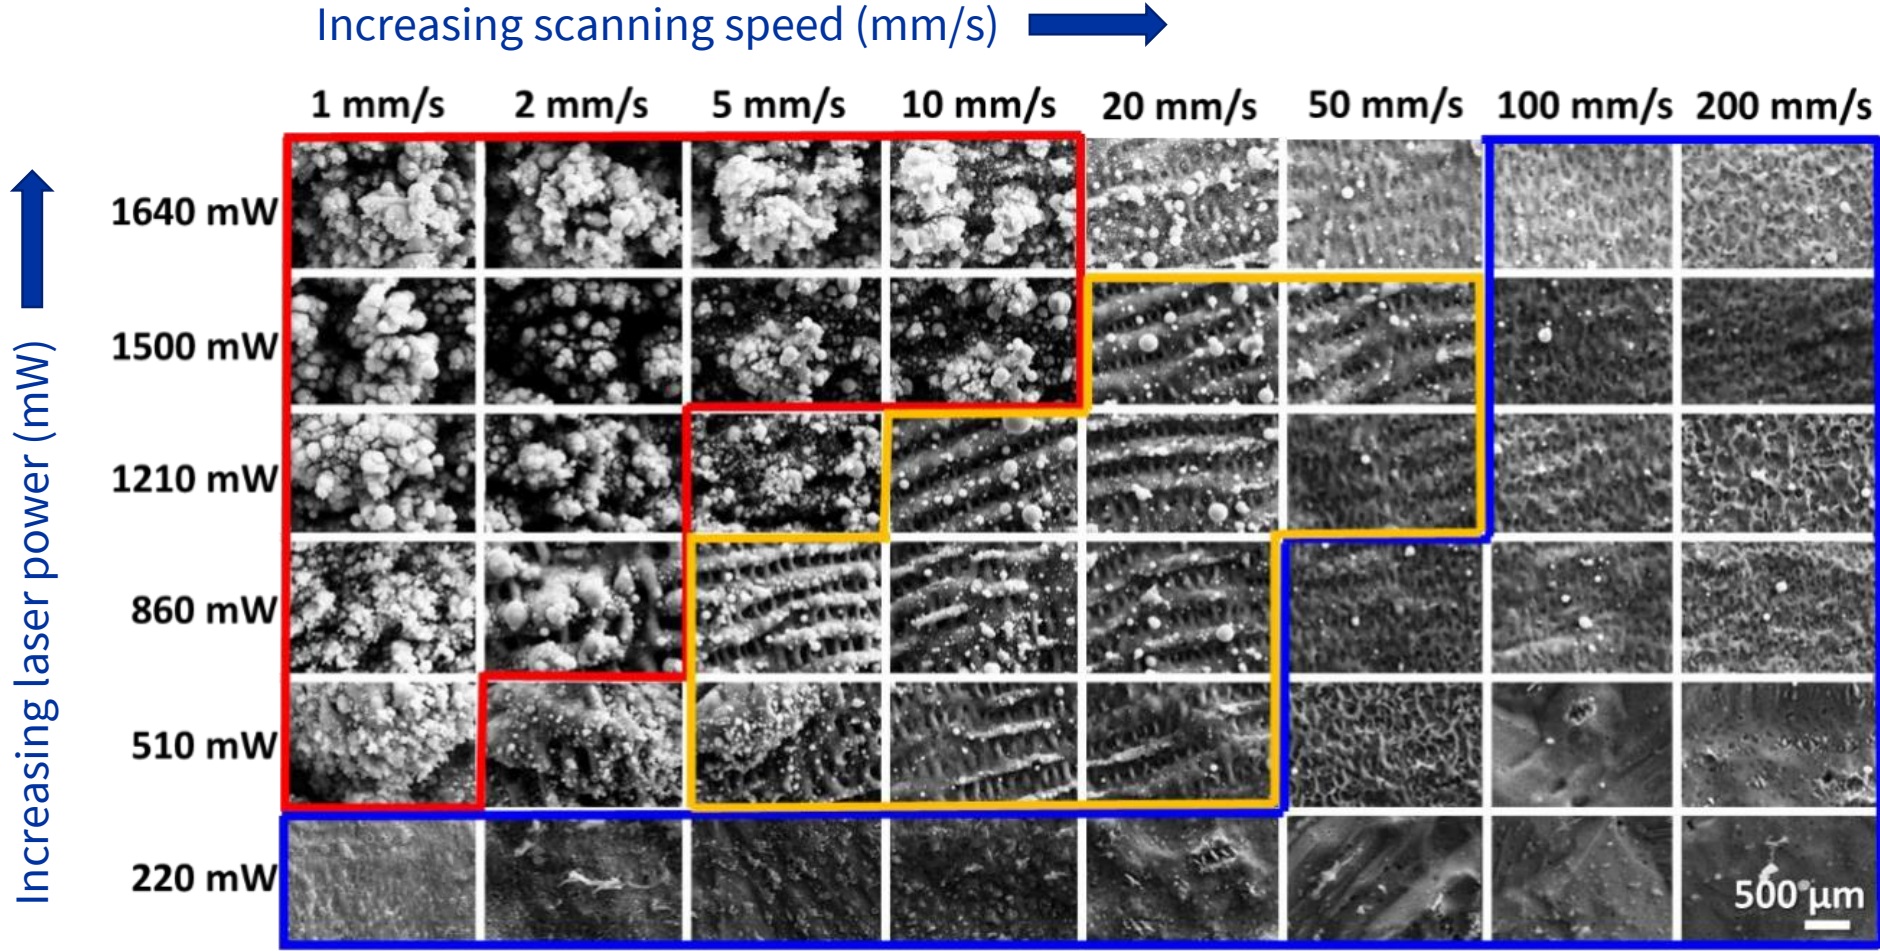 Increasing scanning speed (mm/s)
1 mm/s 2 mm/s 5 mm/s 10 mm/s 20 mm/s 50 mm/s 100 mm/s 200 mm/s
Increasing laser power (mW)
1640 mW
1500 mW
1210 mW
860 mW
510 mW
220 mW
500 μm